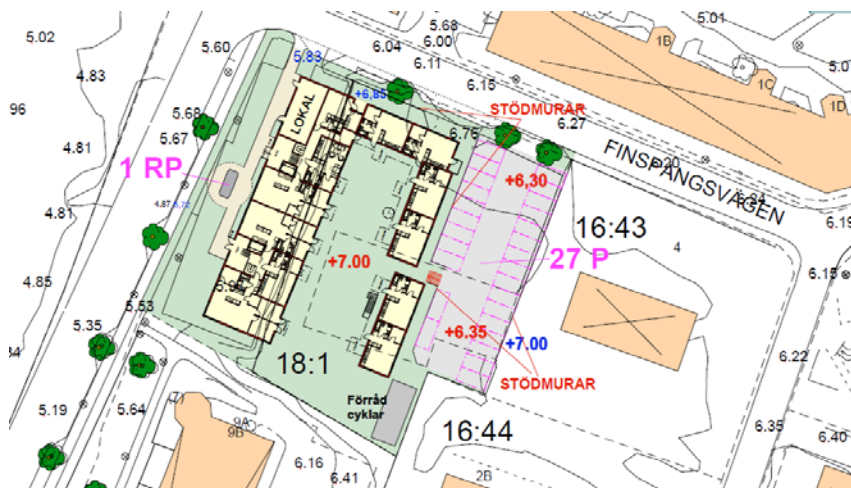 5.01
5.68
5.02
5.60
6.04
6.00
1B
5.83
6.11
4.83
5.0
6.15
1C
+6,85
STÖDMURAR
1D
96
5.68
LOKAL
6.27
5.67
6.76
4.81
FINSPÅNGSVÄGEN
1 RP
+6,30
4.87
4.81
16:43
6.19
4
27 P
+7.00
6.15
4.85
5.53
5.35
+6.35
+7.00
6.22
18:1
STÖDMURAR
Förråd
cyklar
5.19
5.64
9A
9B
16:44
6.35
6.40
6.16
6.41
2B